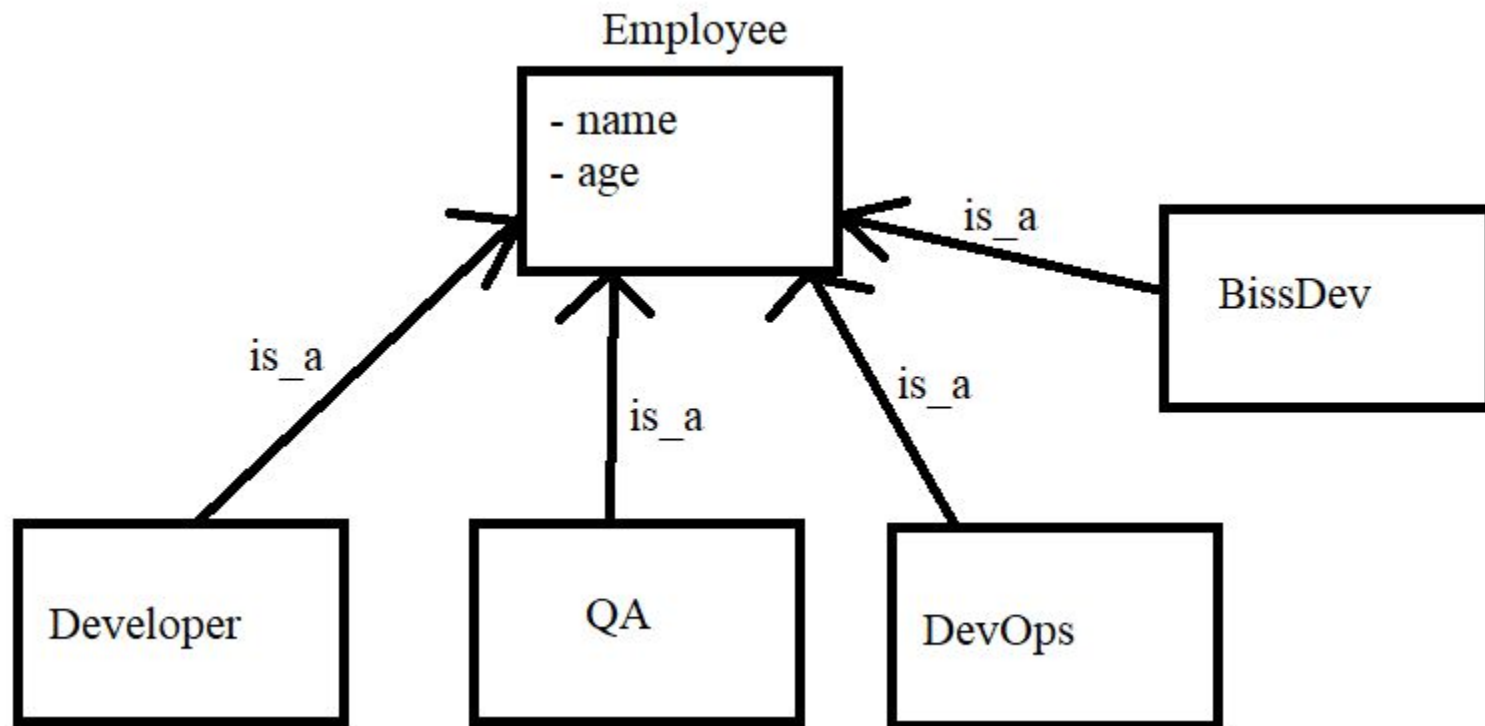 Employee
- name
- age
is_a
BissDev
is_a
is_a
is_a
Developer
QA
DevOps